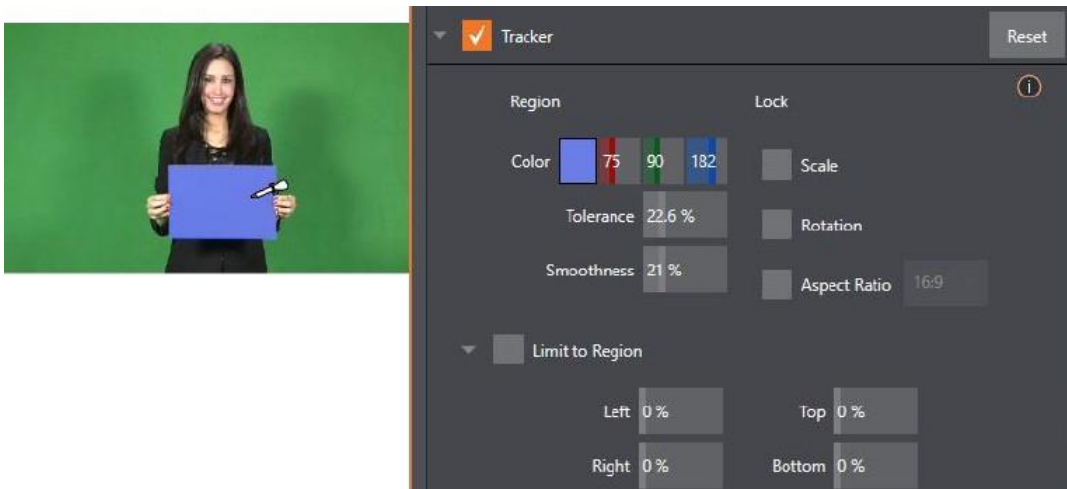 Tracker Reset
Region Lock
Color 75 90 182 Scale
Tolerance 22.6 % Rotation
Smoothness 21 % Aspect Ratio 16:9
Limit to Region
Left 0 % Top 0 %
Right 0 % Bottom 0 %